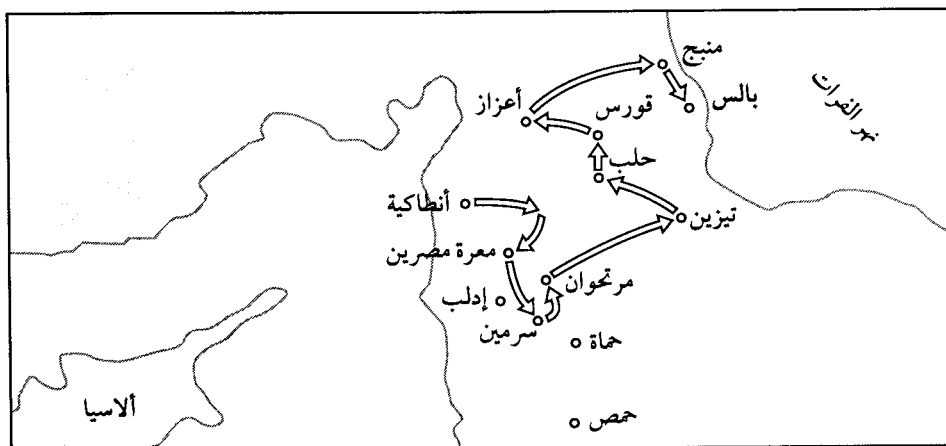 منبج
بالس
نهر الفرات
أعزاز
قورس
حلب
أنطاكية
تيزين
معرة مصرين
مرتحوان
إدلب
سرمين
حماة
ألاسيا
حمص